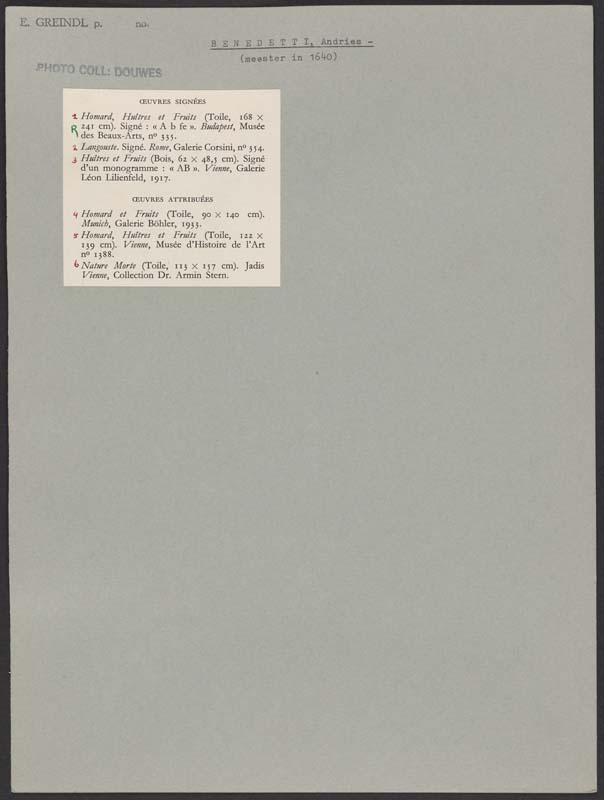 E. GREINDL p. no.
BENEDETTI, Andries -
(meester in 1640)
PHOTO COLL: DOUWES
ŒUVRES SIGNÉES
1 Homard, Huîtres et Fruits (Toile, 168 ×
R 241 cm). Signé : « A b fe ». Budapest, Musée
des Beaux-Arts, nº 335.
2 Langouste. Signé. Rome, Galerie Corsini, nº 354.
3 Huîtres et Fruits (Bois, 62 × 48,5 cm). Signé
d'un monogramme : « AB ». Vienne, Galerie
Léon Lilienfeld, 1917.
ŒUVRES ATTRIBUÉES
4 Homard et Fruits (Toile, 90 × 140 cm).
Munich, Galerie Böhler, 1933.
5 Homard, Huîtres et Fruits (Toile, 122 ×
139 cm). Vienne, Musée d'Histoire de l'Art
nº 1388.
6 Nature Morte (Toile, 113 × 157 cm). Jadis
Vienne, Collection Dr. Armin Stern.